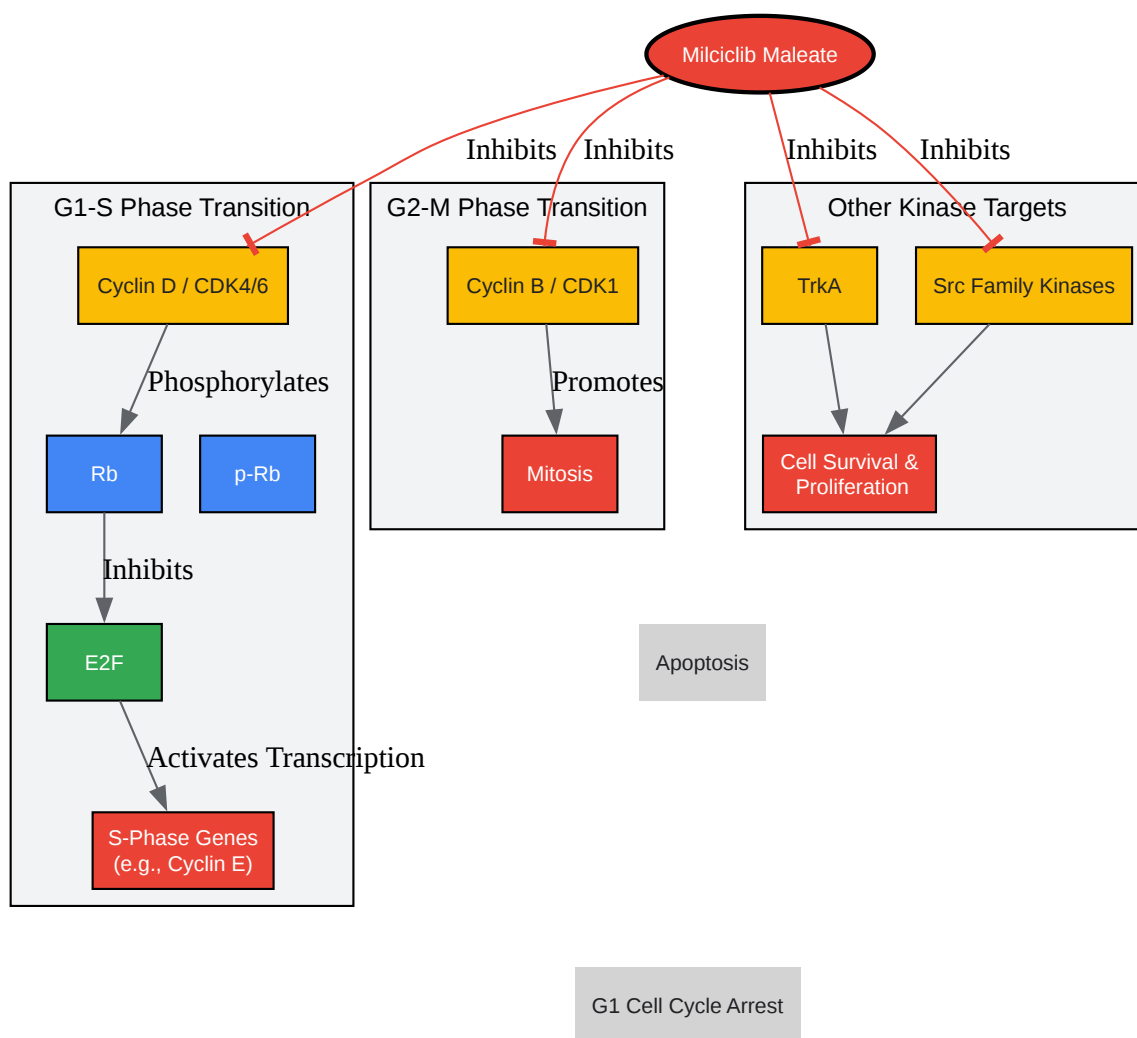 Milciclib Maleate
Inhibits
Inhibits
Inhibits
Inhibits
G1-S Phase Transition
G2-M Phase Transition
Other Kinase Targets
Cyclin D / CDK4/6
Cyclin B / CDK1
TrkA
Src Family Kinases
Phosphorylates
Promotes
Rb
p-Rb
Mitosis
Cell Survival &
Proliferation
Inhibits
E2F
Apoptosis
Activates Transcription
S-Phase Genes
(e.g., Cyclin E)
G1 Cell Cycle Arrest